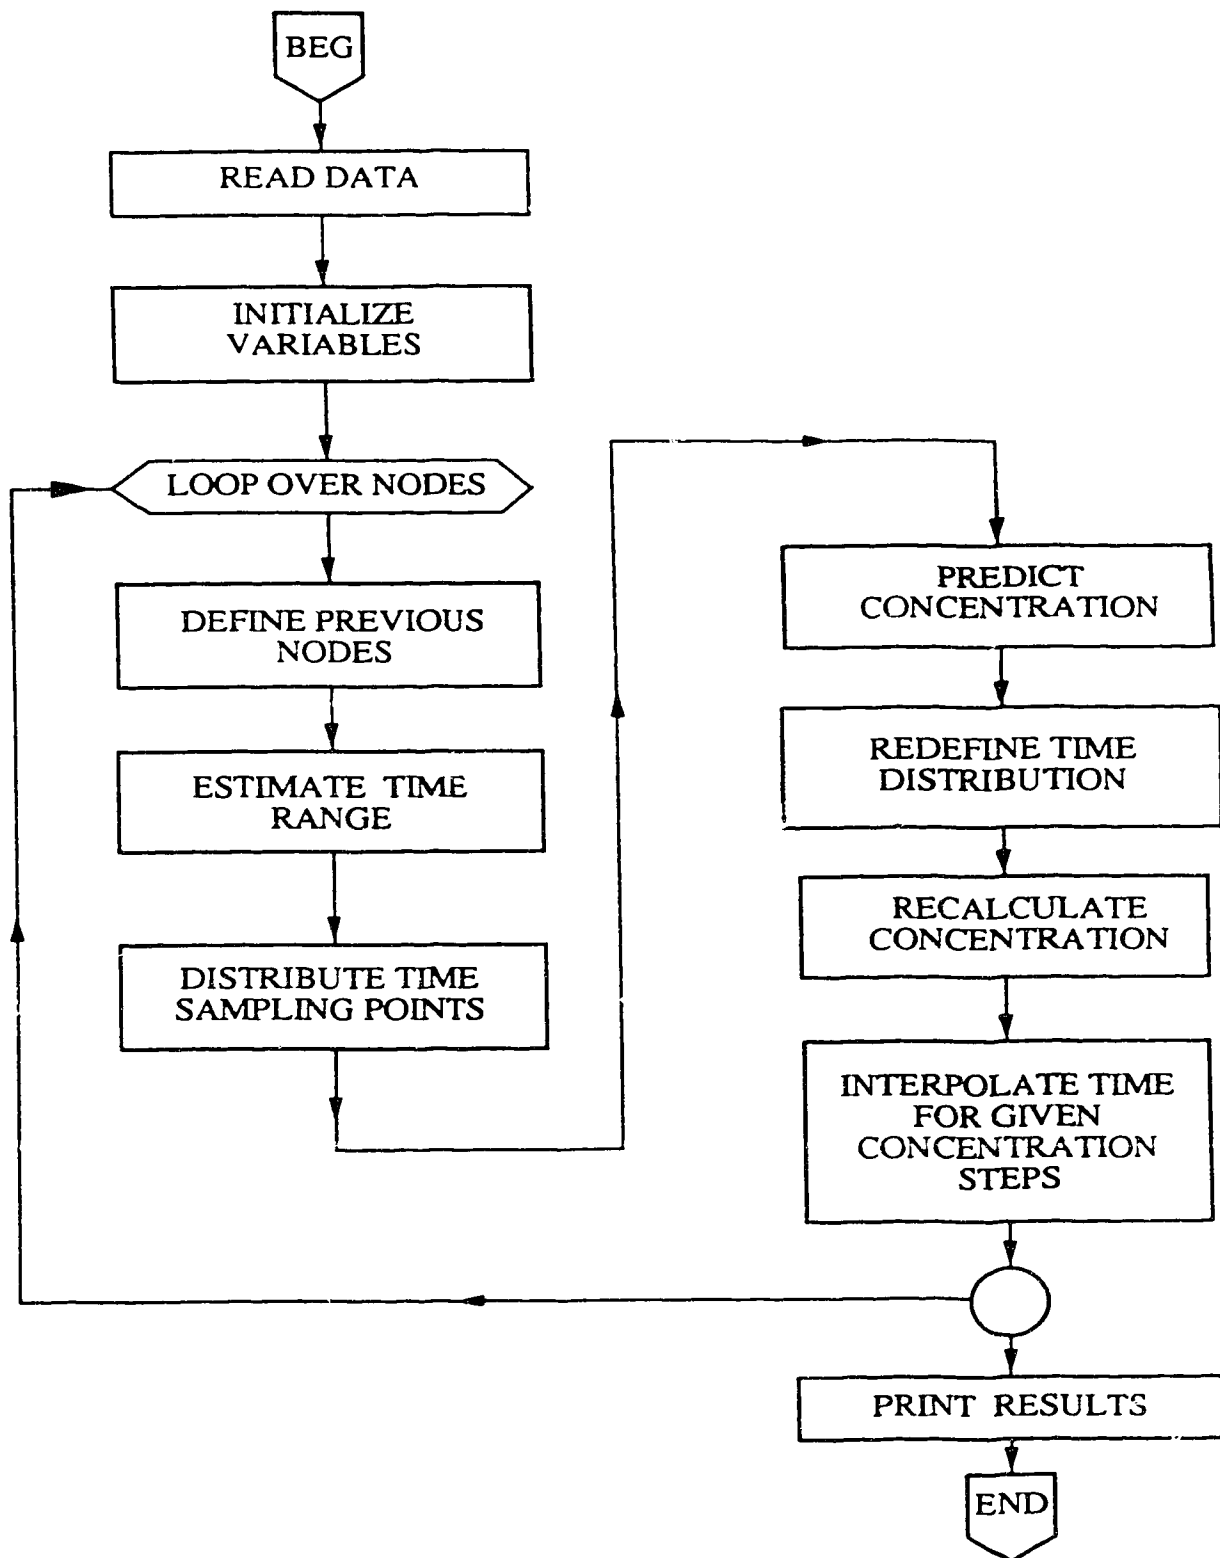 BEG
READ DATA
INITIALIZE
VARIABLES
LOOP OVER NODES
DEFINE PREVIOUS
NODES
ESTIMATE TIME
RANGE
DISTRIBUTE TIME
SAMPLING POINTS
PREDICT
CONCENTRATION
REDEFINE TIME
DISTRIBUTION
RECALCULATE
CONCENTRATION
INTERPOLATE TIME
FOR GIVEN
CONCENTRATION
STEPS
PRINT RESULTS
END